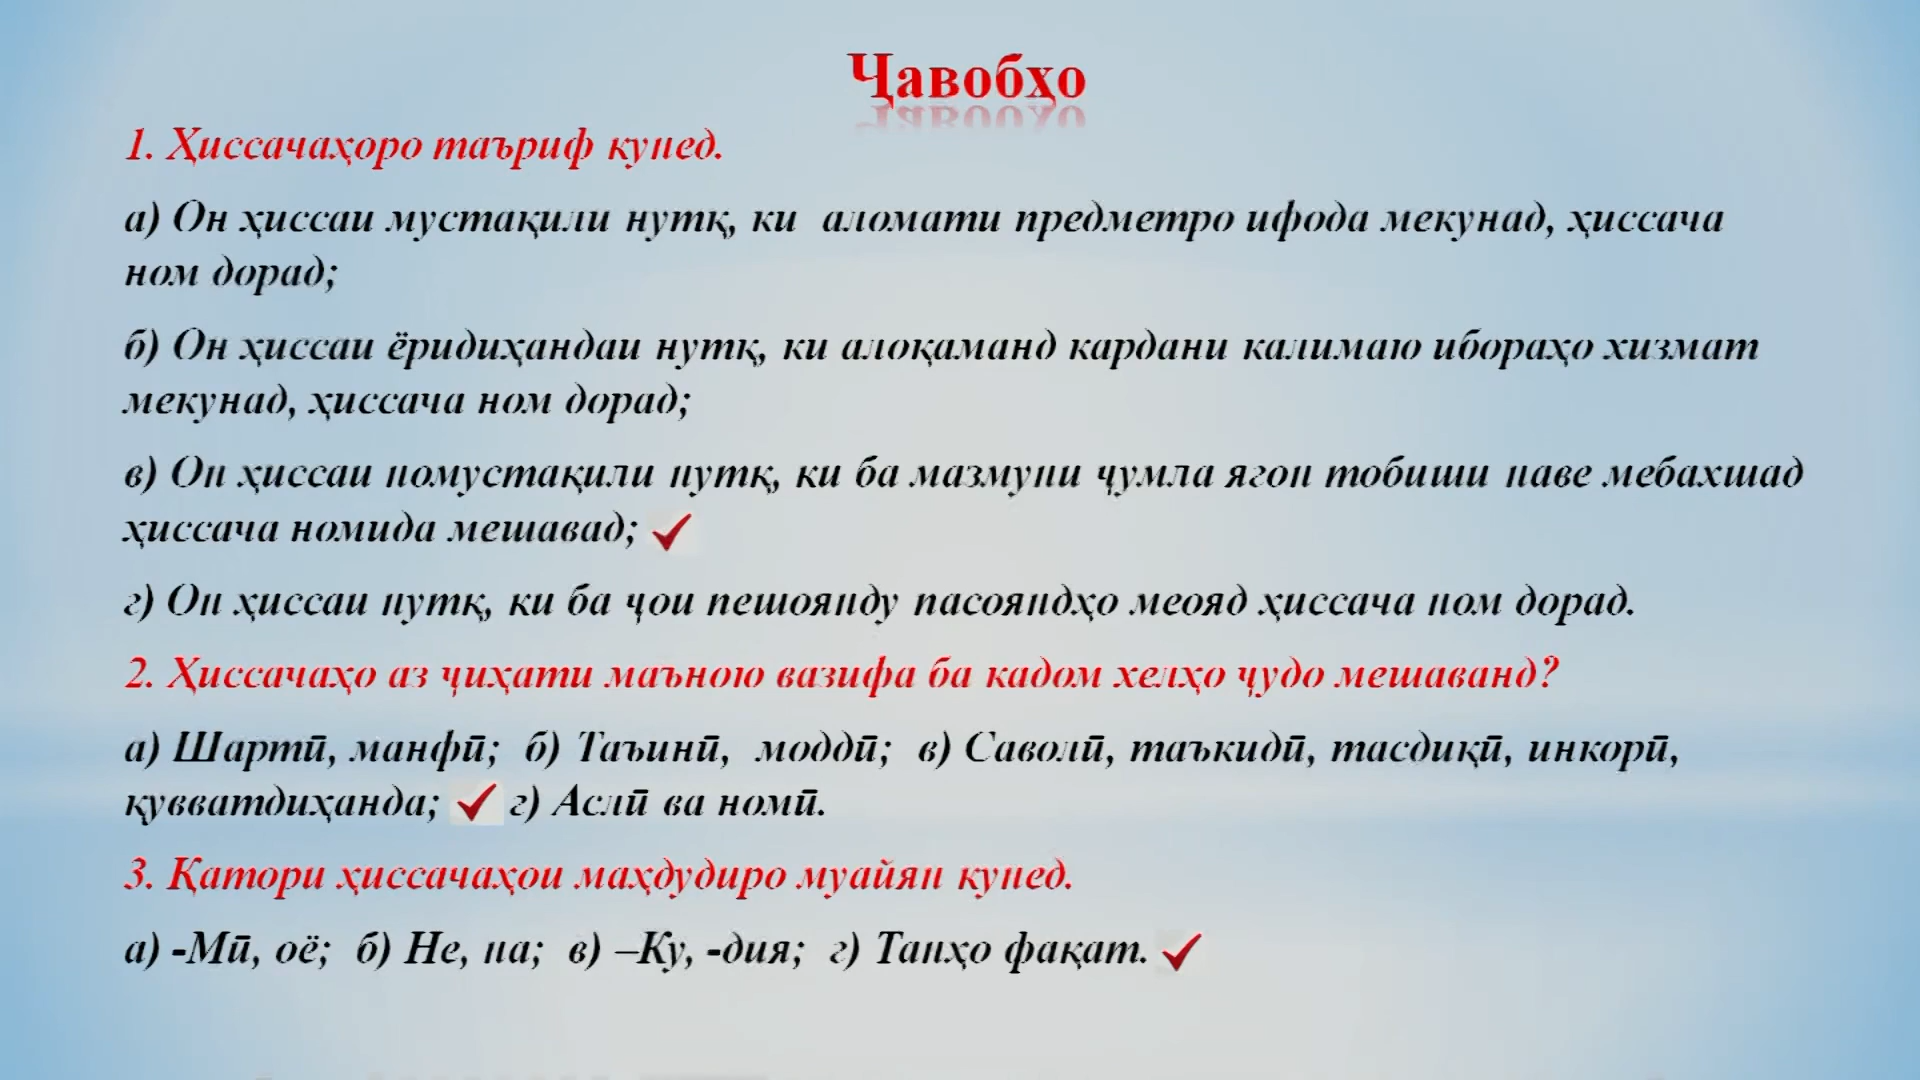 Ҷавобҳо
1. Ҳиссачаҳоро таъриф кунед.
а) Он ҳиссаи мустақили нутқ, ки аломати предметро ифода мекунад, ҳиссача
ном дорад;
б) Он ҳиссаи ёридиҳандаи нутқ, ки алоқаманд кардани калимаю ибораҳо хизмат
мекунад, ҳиссача ном дорад;
в) Он ҳиссаи номустақили нутқ, ки ба мазмуни ҷумла ягон тобиши наве мебахшад
ҳиссача номида мешавад;
г) Он ҳиссаи нутқ, ки ба ҷои пешоянду пасояндҳо меояд ҳиссача ном дорад.
2. Ҳиссачаҳо аз ҷиҳати маъною вазифа ба кадом хелҳо ҷудо мешаванд?
а) Шартӣ, манфӣ; б) Таъинӣ, моддӣ; в) Саволӣ, таъкидӣ, тасдиқӣ, инкорӣ,
қувватдиҳанда; г) Аслӣ ва номӣ.
3. Қатори ҳиссачаҳои маҳдудиро муайян кунед.
а) -Мӣ, оё; б) Не, на; в) –Ку, -дия; г) Танҳо фақат.